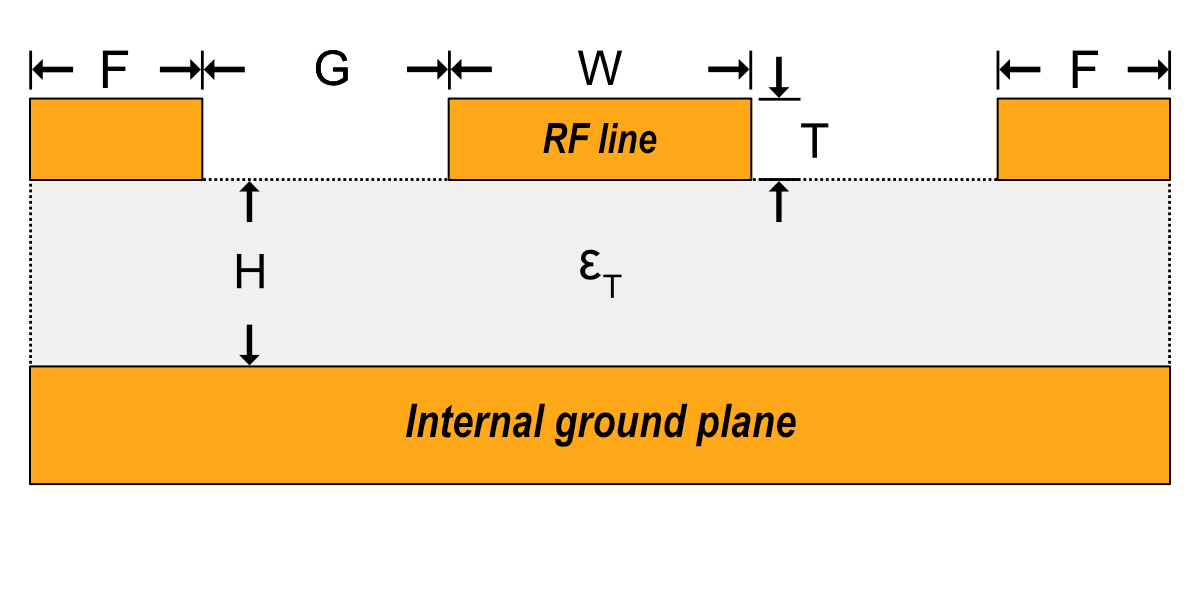 F G W F
RF line
T
H
εT
Internal ground plane